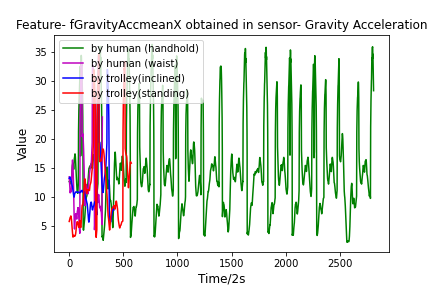 Feature- fGravityAccmeanX obtained in sensor- Gravity Acceleration
by human (handhold)
by human (waist)
by trolley(inclined)
by trolley(standing)
Value
35
30
25
20
15
10
5
0
500
1000
1500
2000
2500
Time/2s